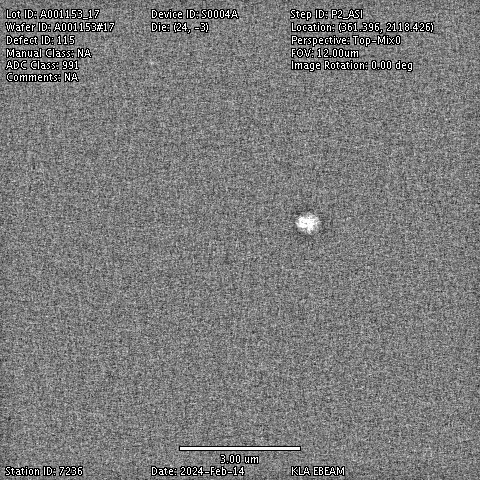 Lot ID: A001153_17
Device ID: S0004A
Step ID: P2_ASI
Wafer ID: A001153#17
Die: (24, -3)
Location: (361.396, 2118.426)
Defect ID: 115
Perspective: Top-Mix0
Manual Class: NA
FOV: 12.00um
ADC Class: 991
Image Rotation: 0.00 deg
Comments: NA
3.00 um
Station ID: 7236
Date: 2024-Feb-14
KLA EBEAM